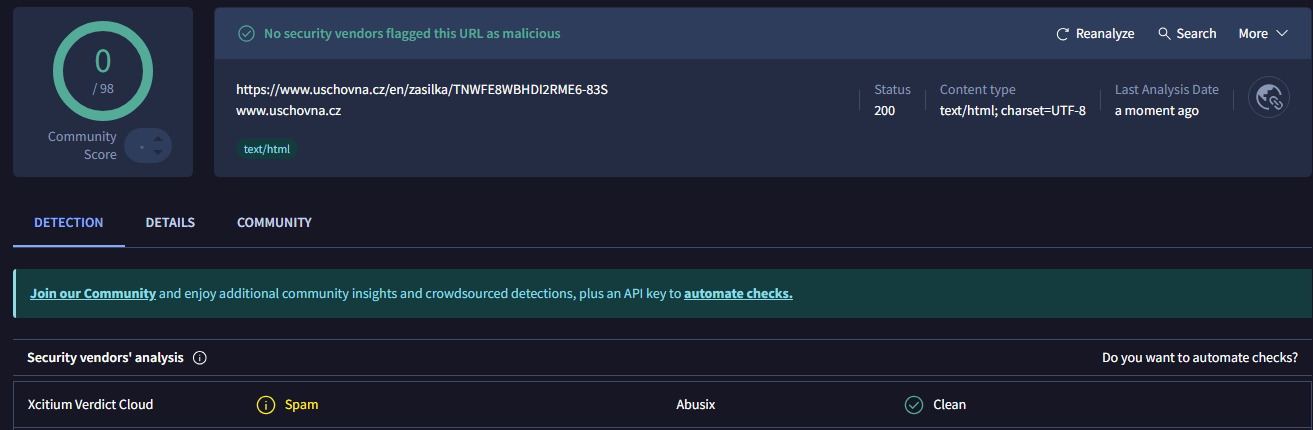 0
/ 98
Community
Score
No security vendors flagged this URL as malicious
Reanalyze
Search
More
https://www.uschovna.cz/en/zasilka/TNWFE8WBHDI2RME6-83S
www.uschovna.cz
text/html
Status
200
Content type
text/html; charset=UTF-8
Last Analysis Date
a moment ago
DETECTION
DETAILS
COMMUNITY
Join our Community and enjoy additional community insights and crowdsourced detections, plus an API key to automate checks.
Security vendors' analysis
Do you want to automate checks?
Xcitium Verdict Cloud
Spam
Abusix
Clean